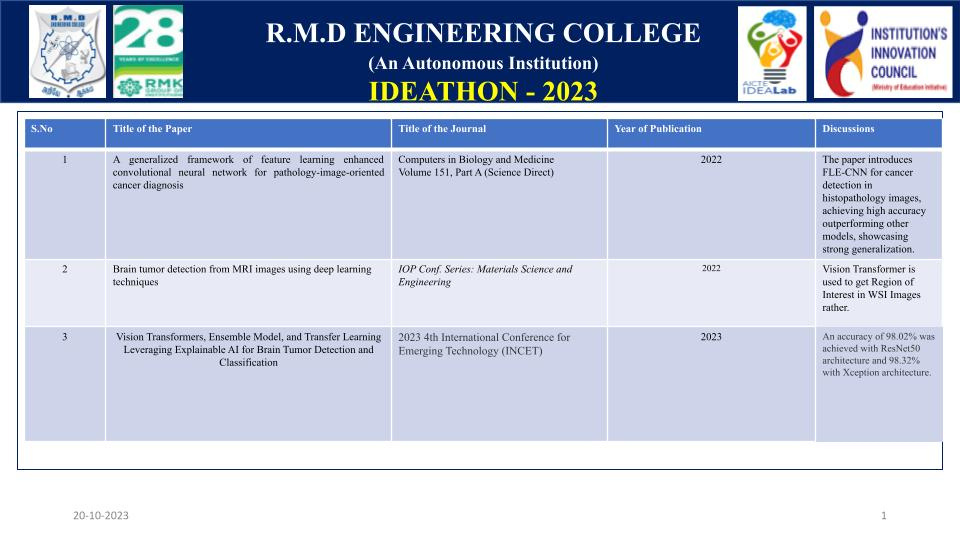 R.M.D
ENGINEERING COLLEGE
28
YEARS OF EXCELLENCE
RMK
GROUP OF INSTITUTIONS
R.M.D ENGINEERING COLLEGE
(An Autonomous Institution)
IDEATHON - 2023
AICTE
IDEALab
INSTITUTION'S
INNOVATION
COUNCIL
(Ministry of Education Initiative)
S.No
Title of the Paper
Title of the Journal
Year of Publication
Discussions
1
A generalized framework of feature learning enhanced
convolutional neural network for pathology-image-oriented
cancer diagnosis
Computers in Biology and Medicine
Volume 151, Part A (Science Direct)
2022
The paper introduces
FLE-CNN for cancer
detection in
histopathology images,
achieving high accuracy
outperforming other
models, showcasing
strong generalization.
2
Brain tumor detection from MRI images using deep learning
techniques
IOP Conf. Series: Materials Science and
Engineering
2022
Vision Transformer is
used to get Region of
Interest in WSI Images
rather.
3
Vision Transformers, Ensemble Model, and Transfer Learning
Leveraging Explainable AI for Brain Tumor Detection and
Classification
2023 4th International Conference for
Emerging Technology (INCET)
2023
An accuracy of 98.02% was
achieved with ResNet50
architecture and 98.32%
with Xception architecture.
20-10-2023
1